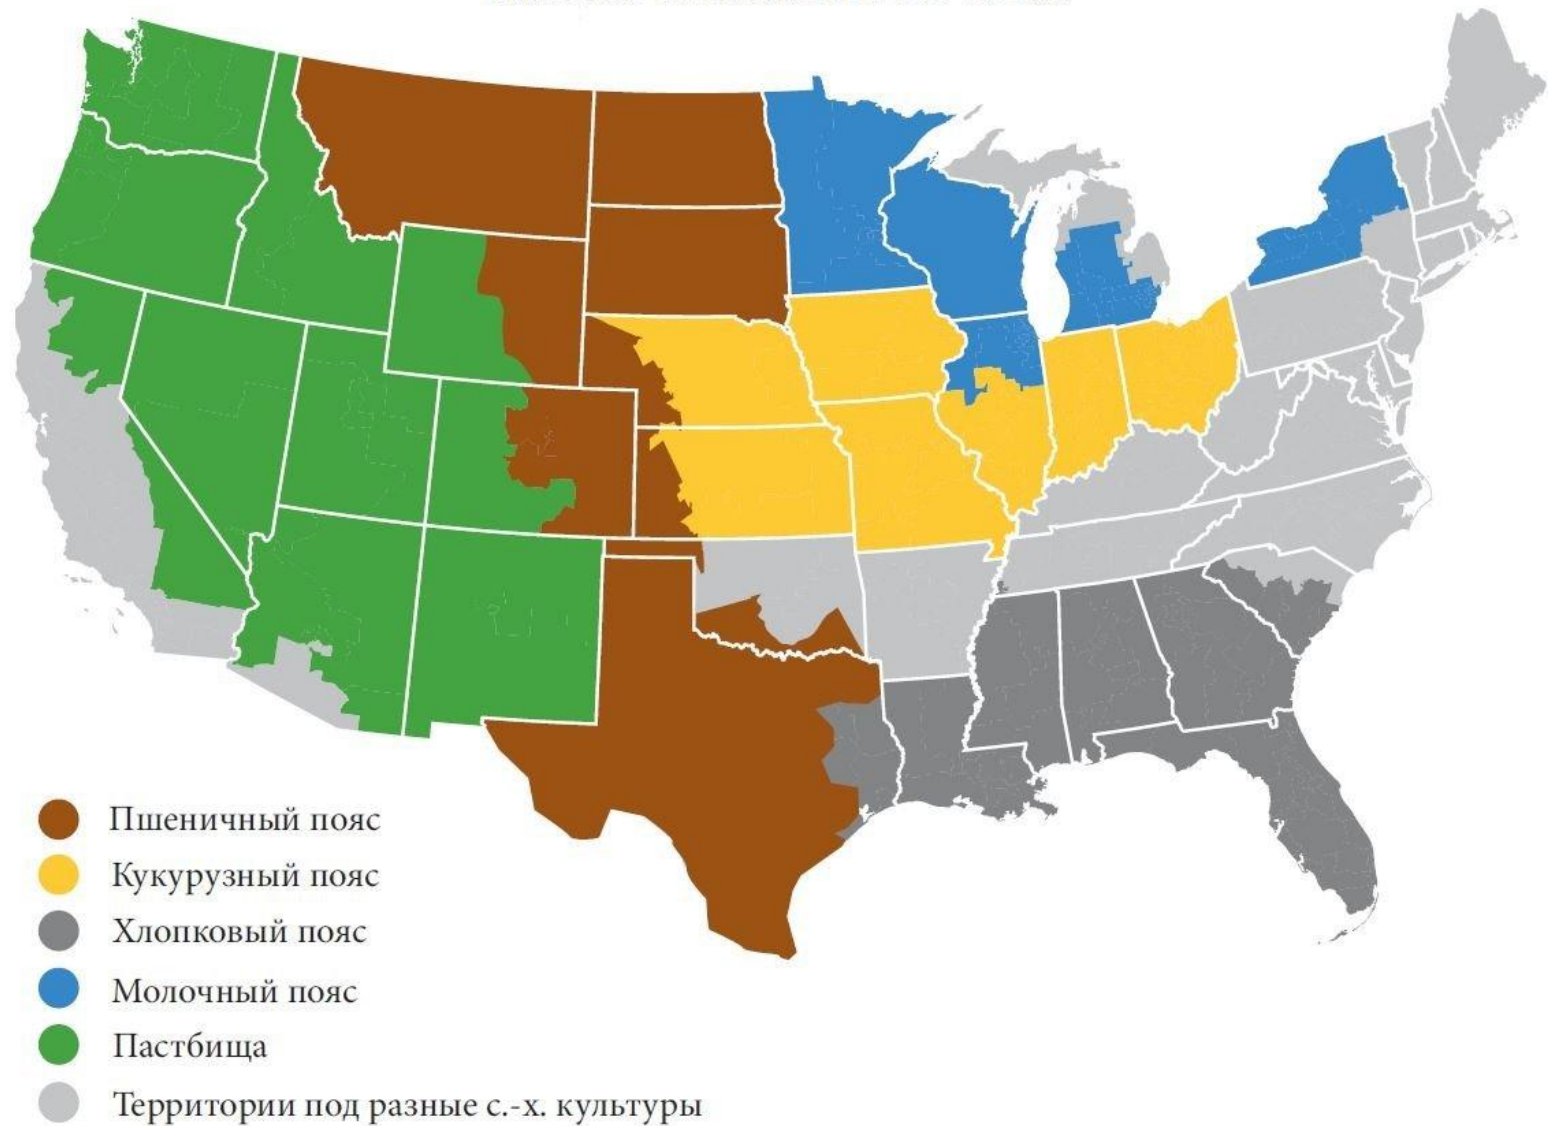 Пшеничный пояс
Кукурузный пояс
Хлопковый пояс
Молочный пояс
Пастбища
Территории под разные с.-х. культуры